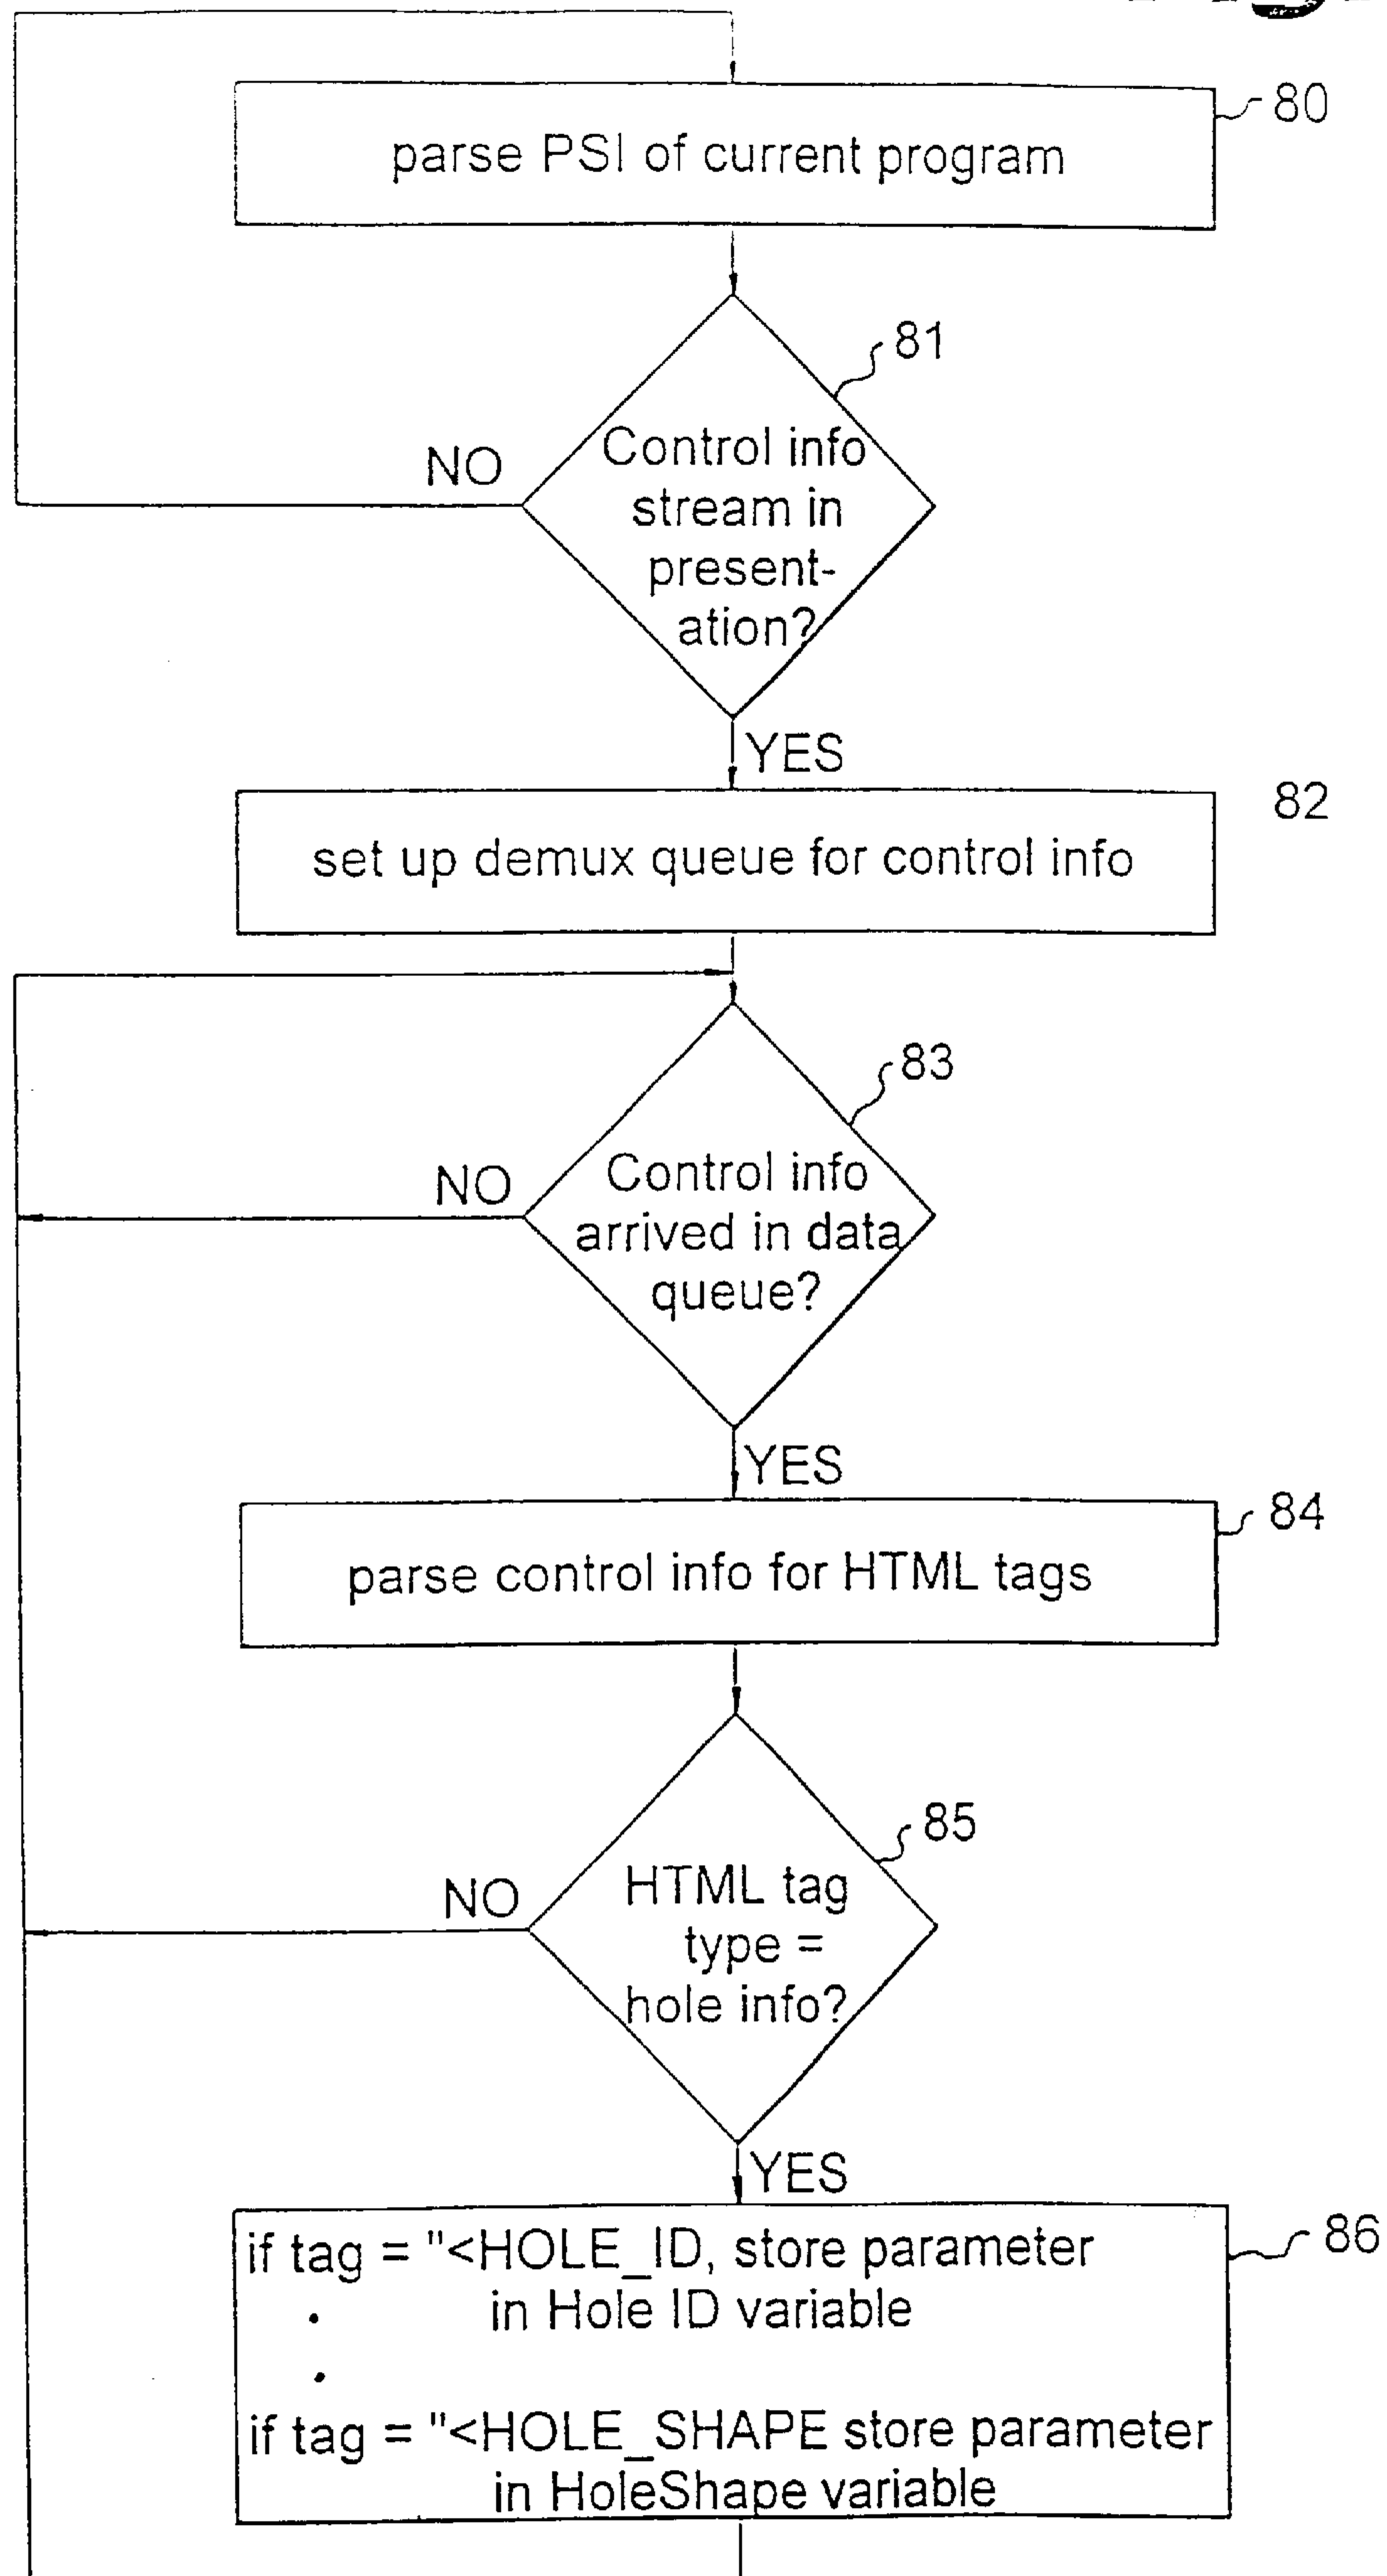 80
parse PSI of current program
81
Control info
stream in
present-
ation?
NO
YES
82
set up demux queue for control info
83
Control info
arrived in data
queue?
NO
YES
84
parse control info for HTML tags
85
HTML tag
type =
hole info?
NO
YES
86
if tag = "<HOLE_ID, store parameter
in Hole ID variable
.
.
if tag = "<HOLE_SHAPE store parameter
in HoleShape variable